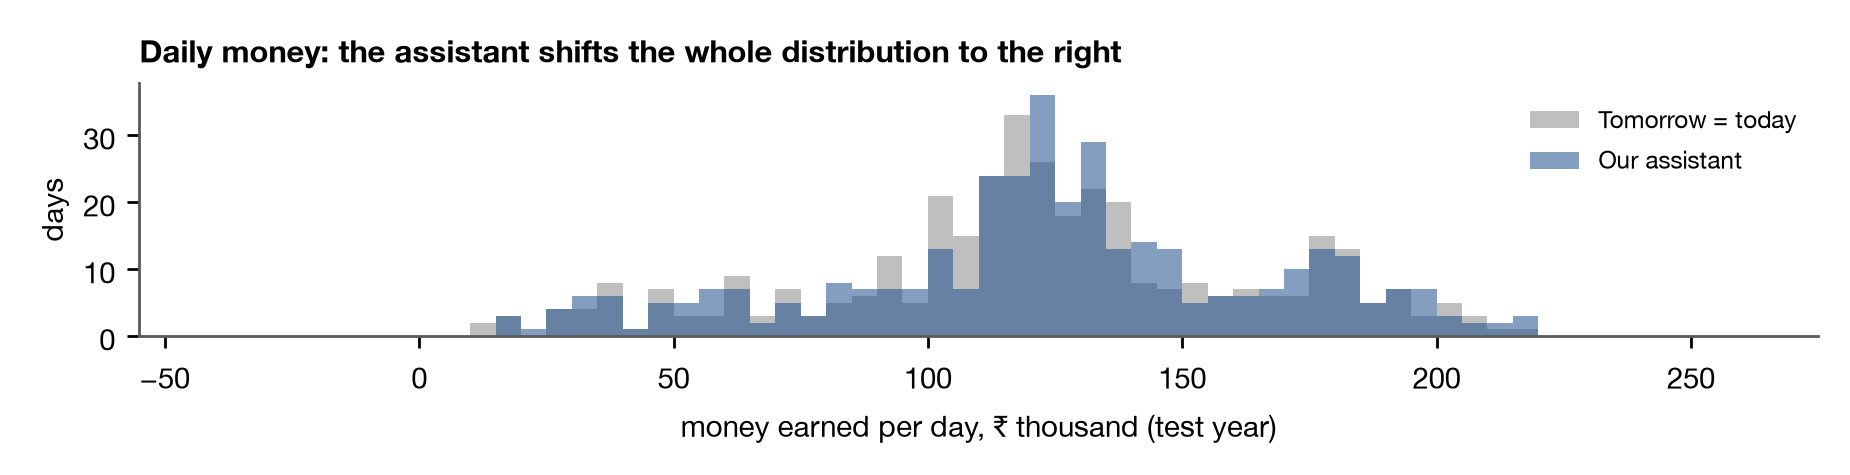 Daily money: the assistant shifts the whole distribution to the right
Tomorrow = today
Our assistant
days
30
20
10
0
−50 0 50 100 150 200 250
money earned per day, ₹ thousand (test year)